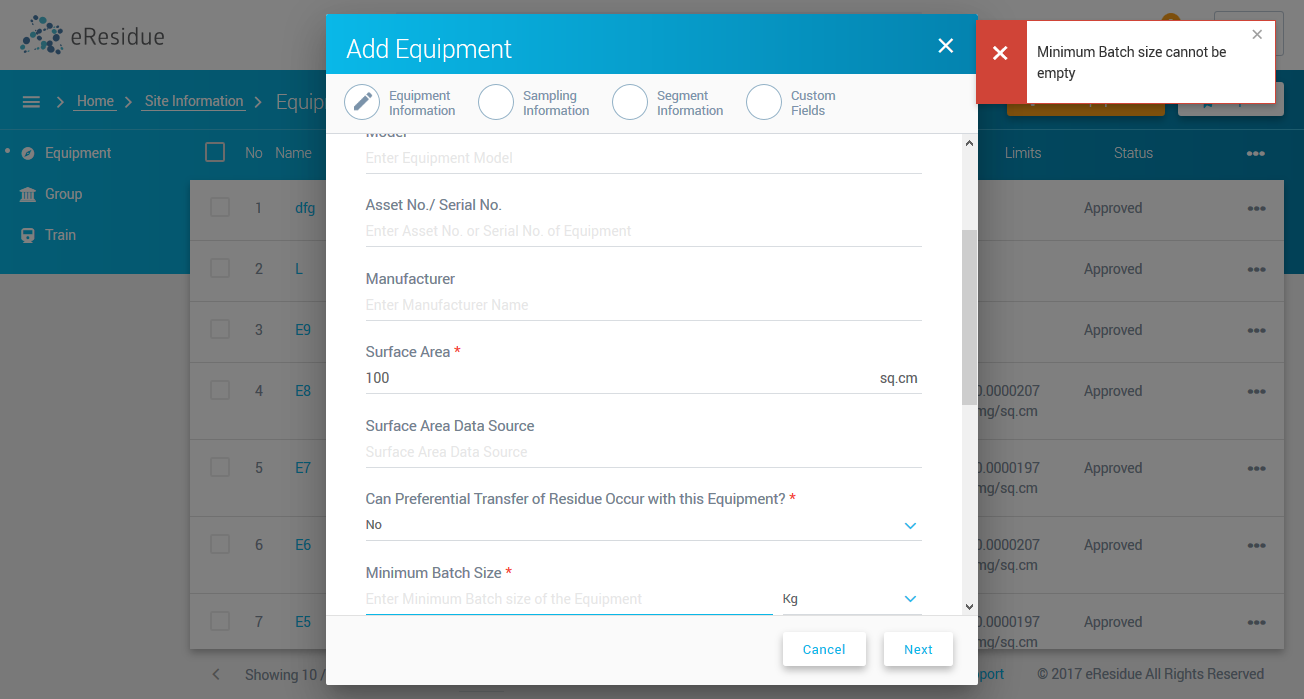 eResidue
Add Equipment
Minimum Batch size cannot be
empty
Home
Site Information
Equip
Equipment
Information
Sampling
Information
Segment
Information
Custom
Fields
Equipment
Group
Train
No
Name
Limits
Status
1
dfg
Approved
2
L
Approved
3
E9
Approved
4
E8
0.0000207
mg/sq.cm
Approved
5
E7
0.0000197
mg/sq.cm
Approved
6
E6
0.0000207
mg/sq.cm
Approved
7
E5
0.0000197
mg/sq.cm
Approved
Model
Enter Equipment Model
Asset No./ Serial No.
Enter Asset No. or Serial No. of Equipment
Manufacturer
Enter Manufacturer Name
Surface Area *
100
sq.cm
Surface Area Data Source
Surface Area Data Source
Can Preferential Transfer of Residue Occur with this Equipment? *
No
Minimum Batch Size *
Enter Minimum Batch size of the Equipment
Kg
Cancel
Next
Showing 10 /
port
© 2017 eResidue All Rights Reserved